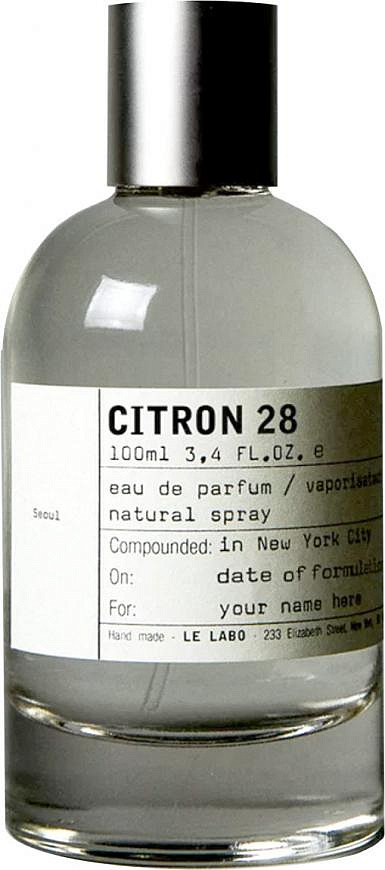 CITRON 28
100ml 3,4 FL.OZ. e
eau de parfum / vaporisateur
natural spray
Seoul
Compounded: in New York City
On: date of formulation
For: your name here
Hand made - LE LABO - 233 Elizabeth Street, New York,